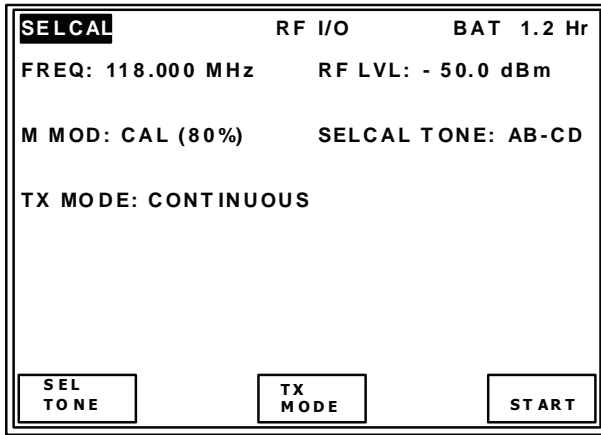 SELCAL RF I/O BAT 1.2 Hr
FREQ: 118.000 MHz RF LVL: - 50.0 dBm
M MOD: CAL (80%) SELCAL TONE: AB-CD
TX MODE: CONTINUOUS
SEL TONE
TX MODE
START